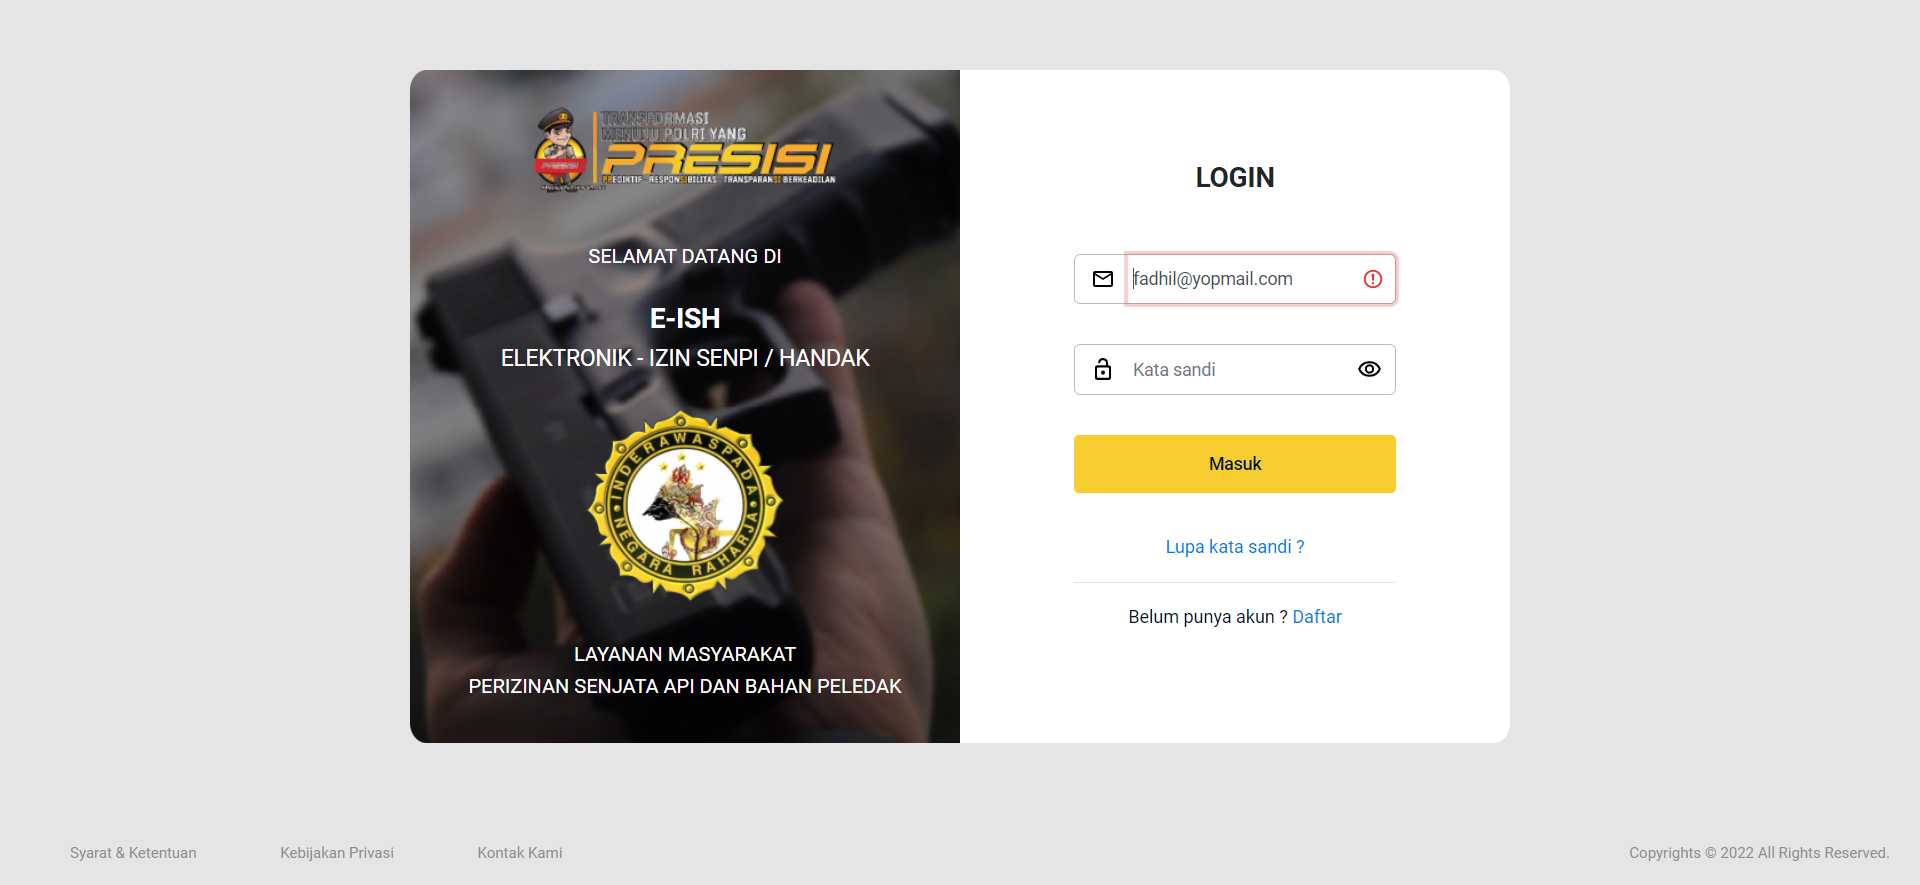 TRANSFORMASI
MENUJU POLRI YANG
PRESISI
PREDIKTIF - RESPONSIBILITAS - TRANSPARANSI BERKEADILAN
PRESISI
SELAMAT DATANG DI
E-ISH
ELEKTRONIK - IZIN SENPI / HANDAK
INDERAWASPADA
NEGARA RAHARJA
LAYANAN MASYARAKAT
PERIZINAN SENJATA API DAN BAHAN PELEDAK
LOGIN
fadhil@yopmail.com
Kata sandi
Masuk
Lupa kata sandi ?
Belum punya akun ? Daftar
Syarat & Ketentuan
Kebijakan Privasi
Kontak Kami
Copyrights © 2022 All Rights Reserved.